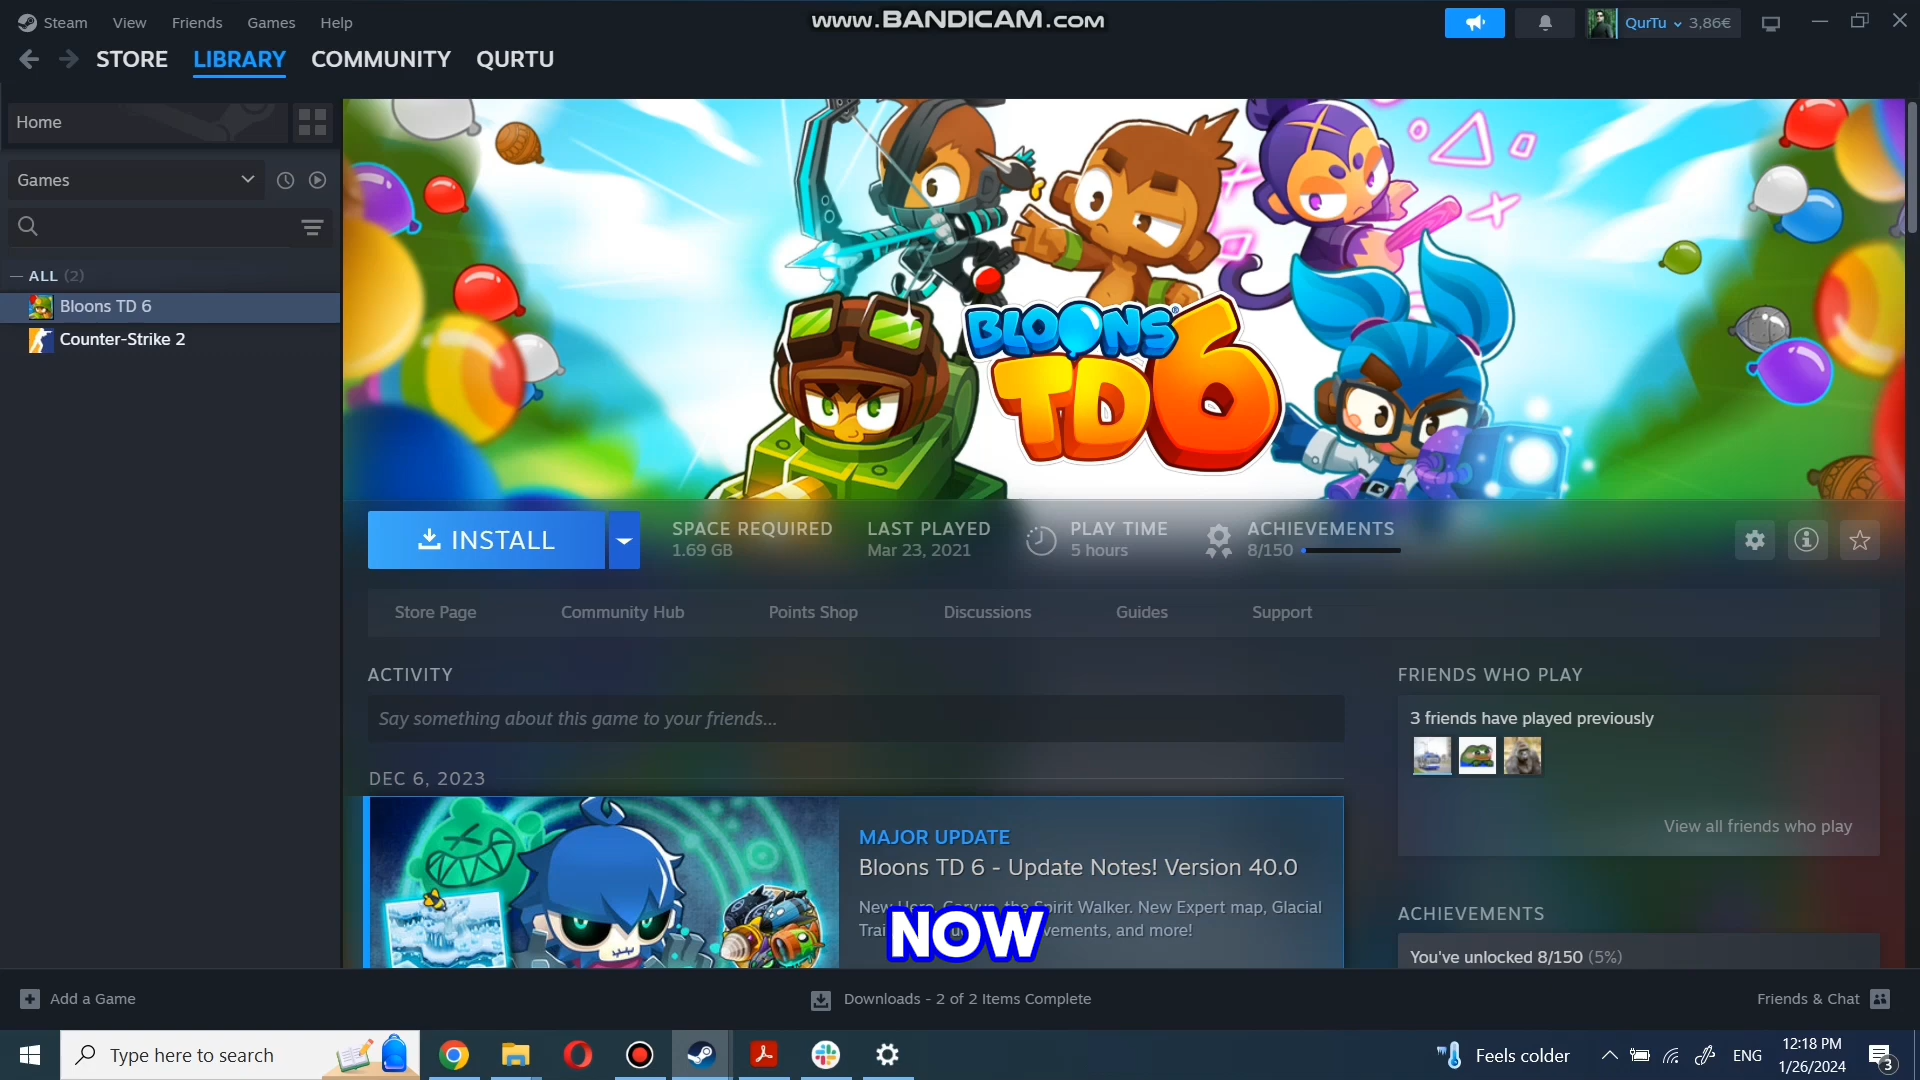 Steam View Friends Games Help
www.BANDICAM.com
QurTu 3,86€
STORE LIBRARY COMMUNITY QURTU
Home
Games
ALL (2)
Bloons TD 6
Counter-Strike 2
BLOONS
TD 6
INSTALL
SPACE REQUIRED
1.69 GB
LAST PLAYED
Mar 23, 2021
PLAY TIME
5 hours
ACHIEVEMENTS
8/150
Store Page Community Hub Points Shop Discussions Guides Support
ACTIVITY
Say something about this game to your friends...
DEC 6, 2023
MAJOR UPDATE
Bloons TD 6 - Update Notes! Version 40.0
New Hero, Corvus, the Spirit Walker. New Expert map, Glacial
and more!
NOW
FRIENDS WHO PLAY
3 friends have played previously
View all friends who play
ACHIEVEMENTS
You've unlocked 8/150 (5%)
Add a Game
Downloads - 2 of 2 Items Complete
Friends & Chat
Type here to search
Feels colder
ENG
12:18 PM
1/26/2024
3